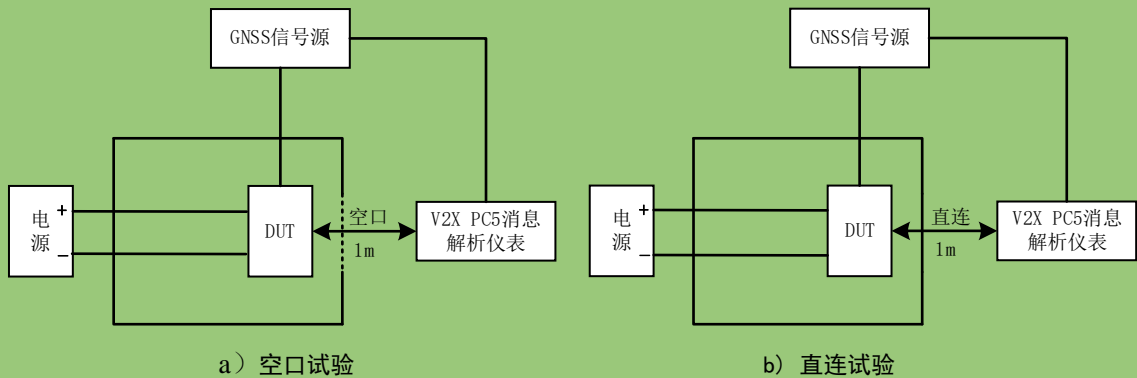 GNSS信号源
电源
+
−
DUT
空口
1m
V2X PC5消息
解析仪表
a）空口试验
GNSS信号源
电源
+
−
DUT
直连
1m
V2X PC5消息
解析仪表
b) 直连试验